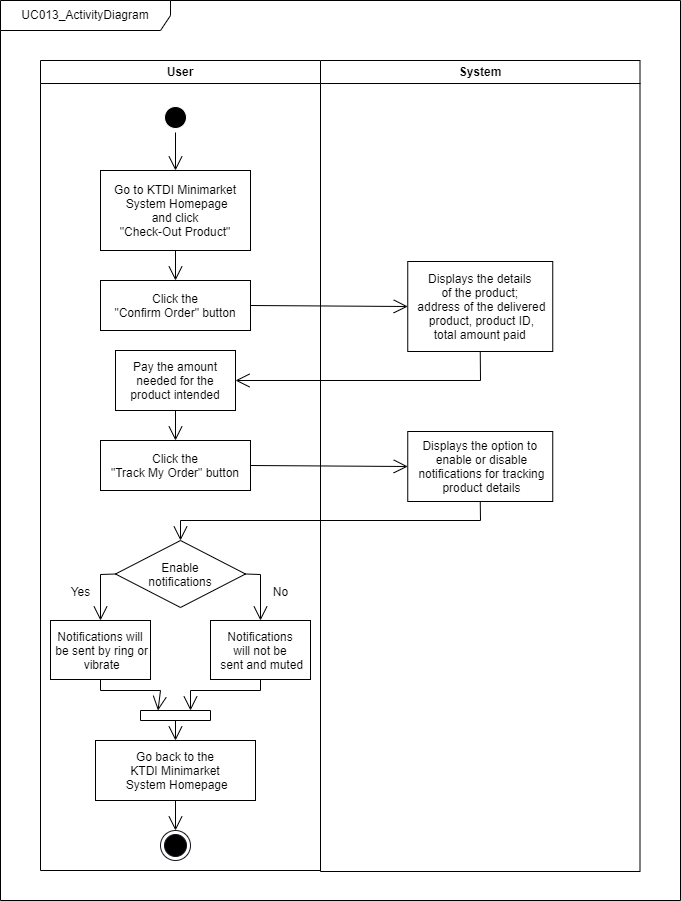 UC013_ActivityDiagram
User
System
Go to KTDI Minimarket
System Homepage
and click
"Check-Out Product"
Click the
"Confirm Order" button
Displays the details
of the product;
address of the delivered
product, product ID,
total amount paid
Pay the amount
needed for the
product intended
Click the
"Track My Order" button
Displays the option to
enable or disable
notifications for tracking
product details
Enable
notifications
Yes
No
Notifications will
be sent by ring or
vibrate
Notifications
will not be
sent and muted
Go back to the
KTDI Minimarket
System Homepage